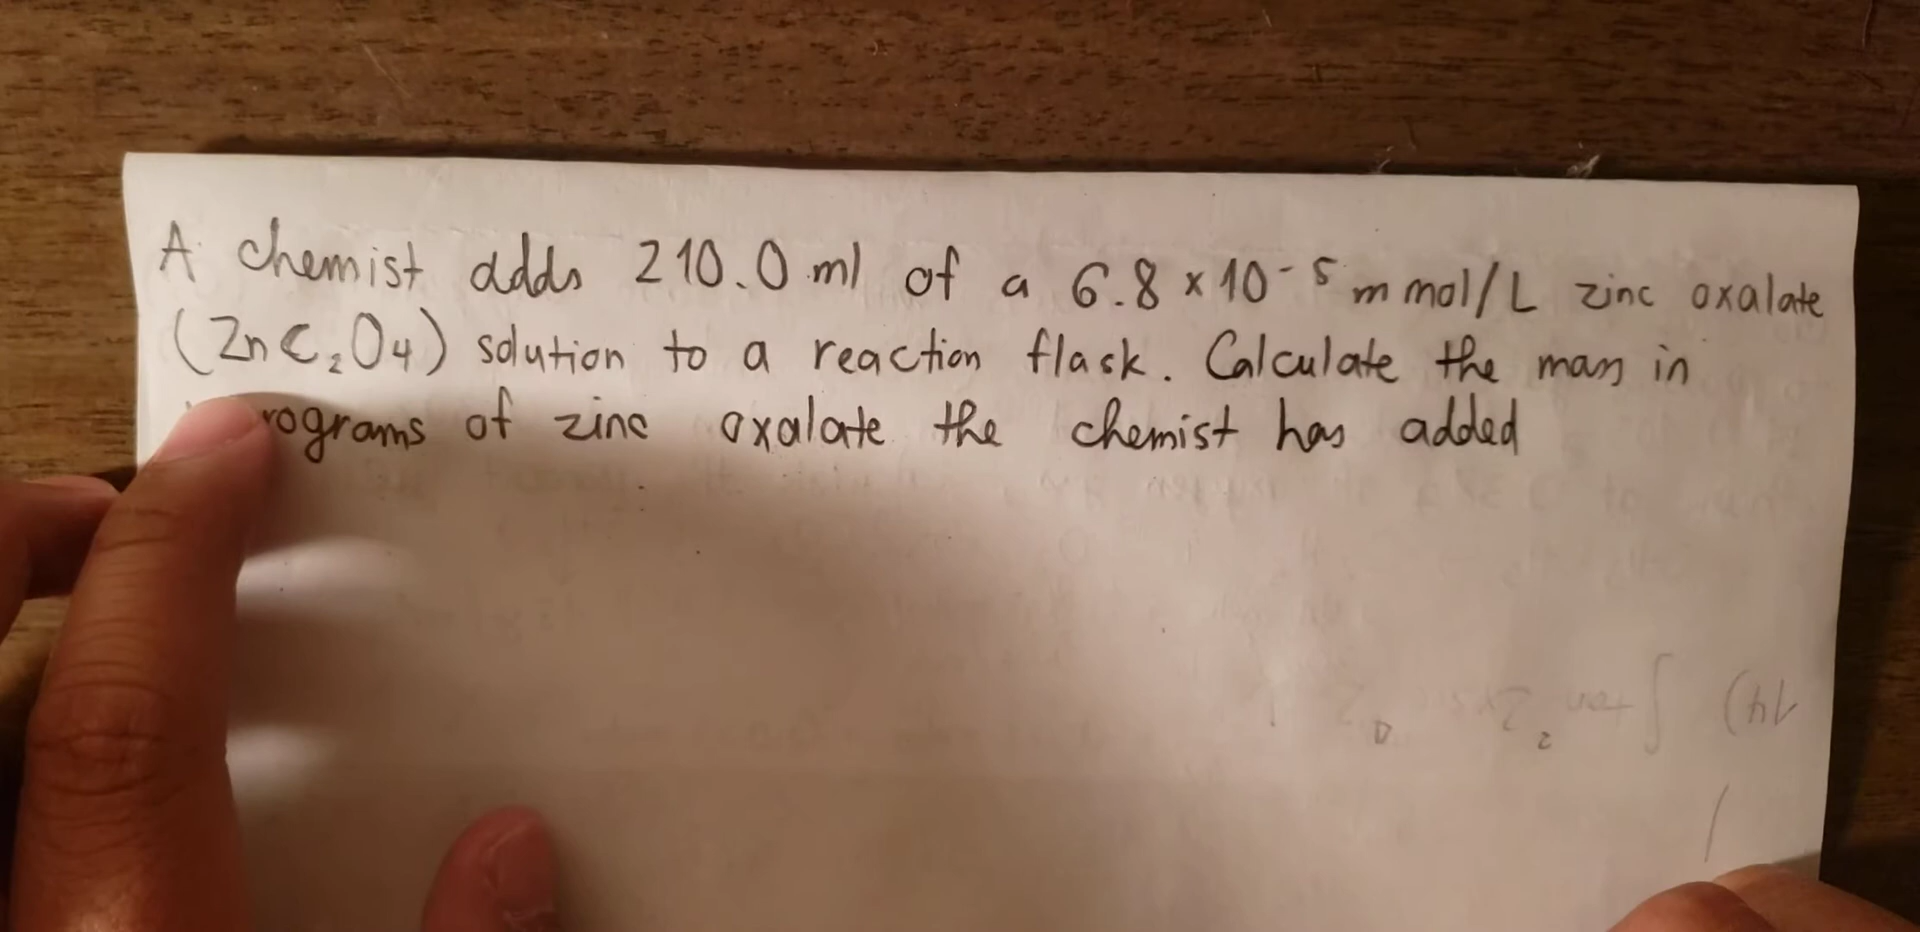 A chemist adds 210.0 ml of a 6.8 × 10⁻⁵ m mol/L zinc oxalate
(ZnC₂O₄) solution to a reaction flask. Calculate the mass in
rograms of zinc oxalate the chemist has added